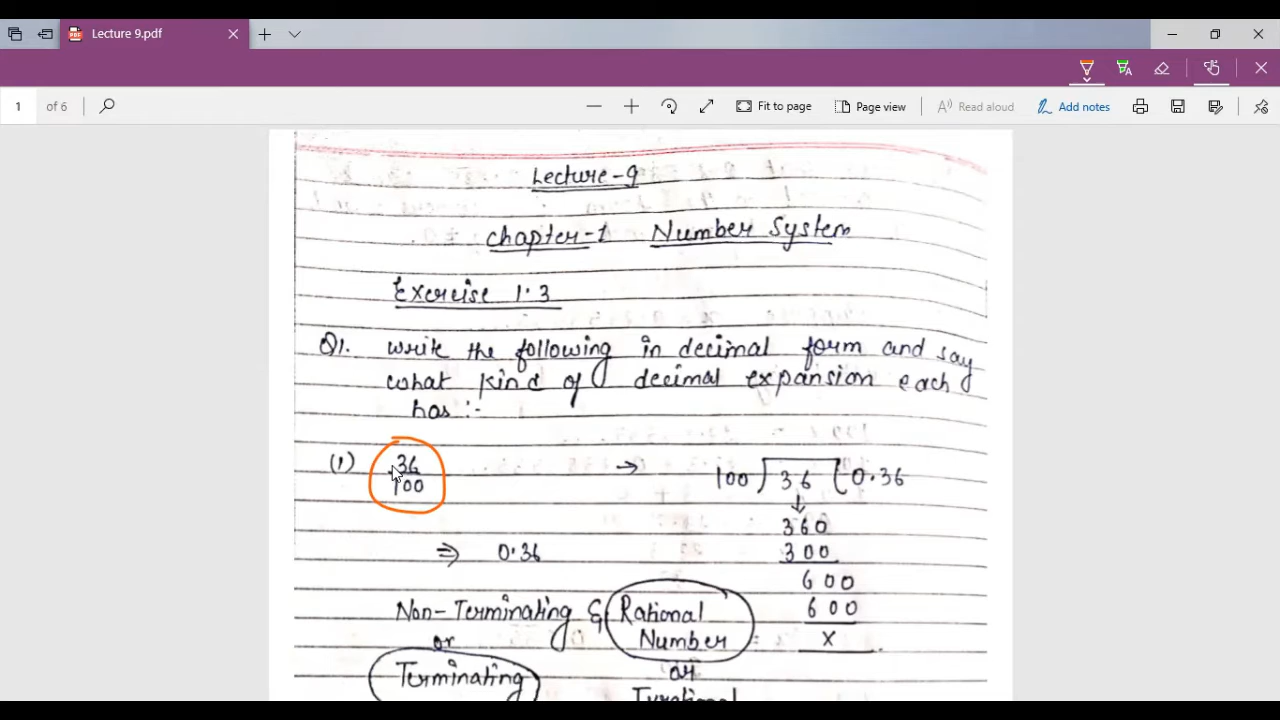 Lecture 9.pdf
1 of 6
Fit to page
Page view
Read aloud
Add notes
Lecture-9
Chapter-1 Number System
Exercise 1.3
Q1. Write the following in decimal form and say
what kind of decimal expansion each
has :-
(1) 36
100
→ 100 36 0.36
360
300
600
600
x
⇒ 0.36
Non-Terminating & Rational
Number
or
or
Terminating
Irrational